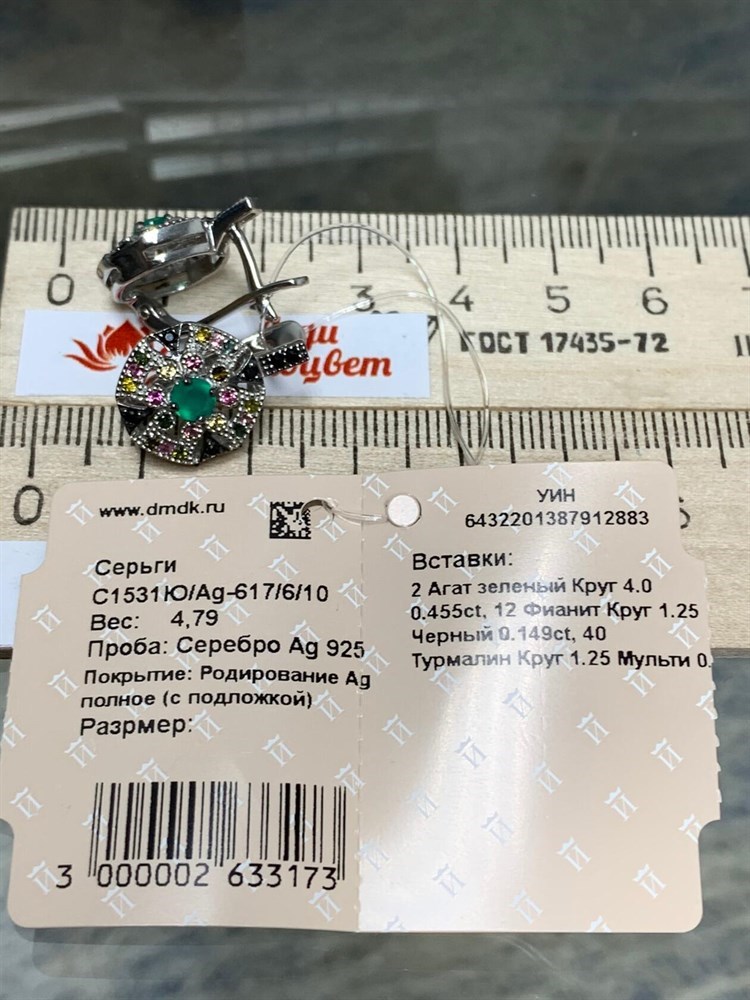 0 3 4 5 6
ГОСТ 17435-72
цвет
0
www.dmdk.ru
Серьги
С1531Ю/Ag-617/6/10
Вес: 4,79
Проба: Серебро Ag 925
Покрытие: Родирование Ag
полное (с подложкой)
Разрмер:
3 000002 633173
УИН
6432201387912883
Вставки:
2 Агат зеленый Круг 4.0
0.455ct, 12 Фианит Круг 1.25
Черный 0.149ct, 40
Турмалин Круг 1.25 Мульти 0.